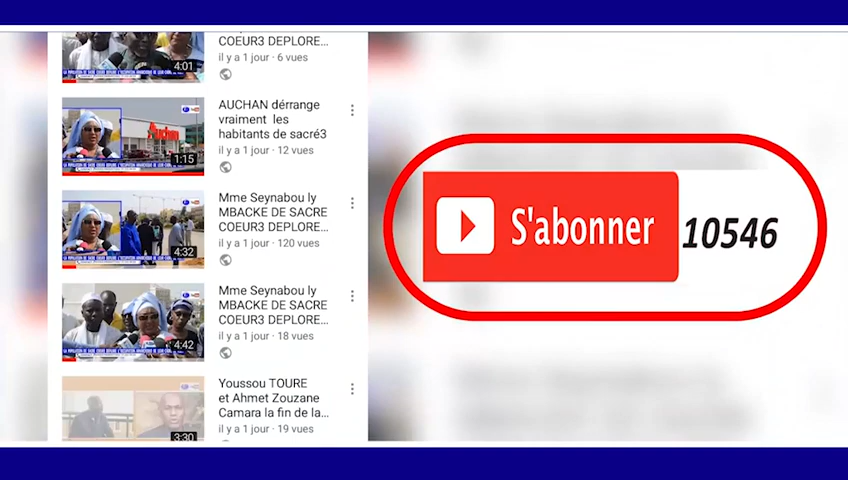 COEUR3 DEPLORE...
il y a 1 jour · 6 vues
4:01
AUCHAN dérrange
vraiment les
habitants de sacré3
il y a 1 jour · 12 vues
Auchan
1:15
Mme Seynabou ly
MBACKE DE SACRE
COEUR3 DEPLORE...
il y a 1 jour · 120 vues
4:32
Mme Seynabou ly
MBACKE DE SACRE
COEUR3 DEPLORE...
il y a 1 jour · 18 vues
4:42
Youssou TOURE
et Ahmet Zouzane
Camara la fin de la...
il y a 1 jour · 19 vues
3:30
S'abonner
10546